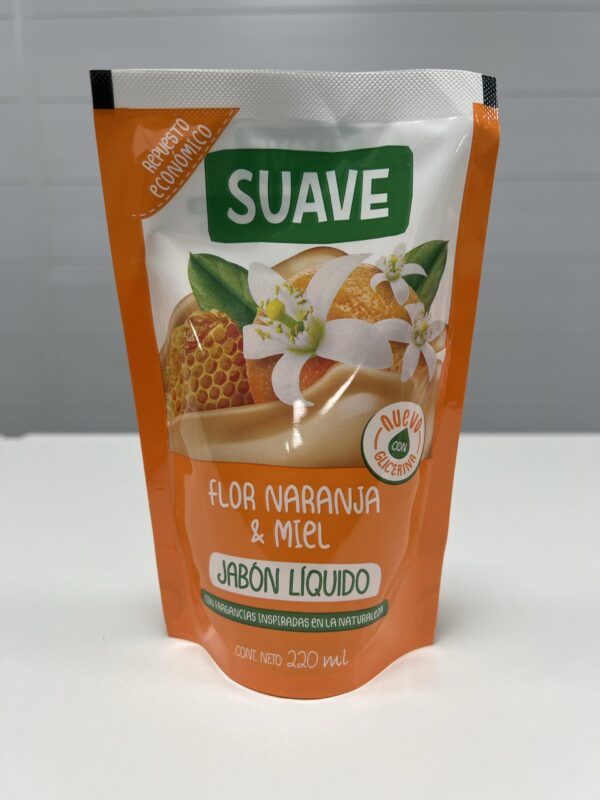 REPUESTO
ECONÓMICO
SUAVE
NUEVO
CON
GLICERINA
FLOR NARANJA
& MIEL
JABÓN LÍQUIDO
CON FRAGANCIAS INSPIRADAS EN LA NATURALEZA
CONT. NETO 220 ml